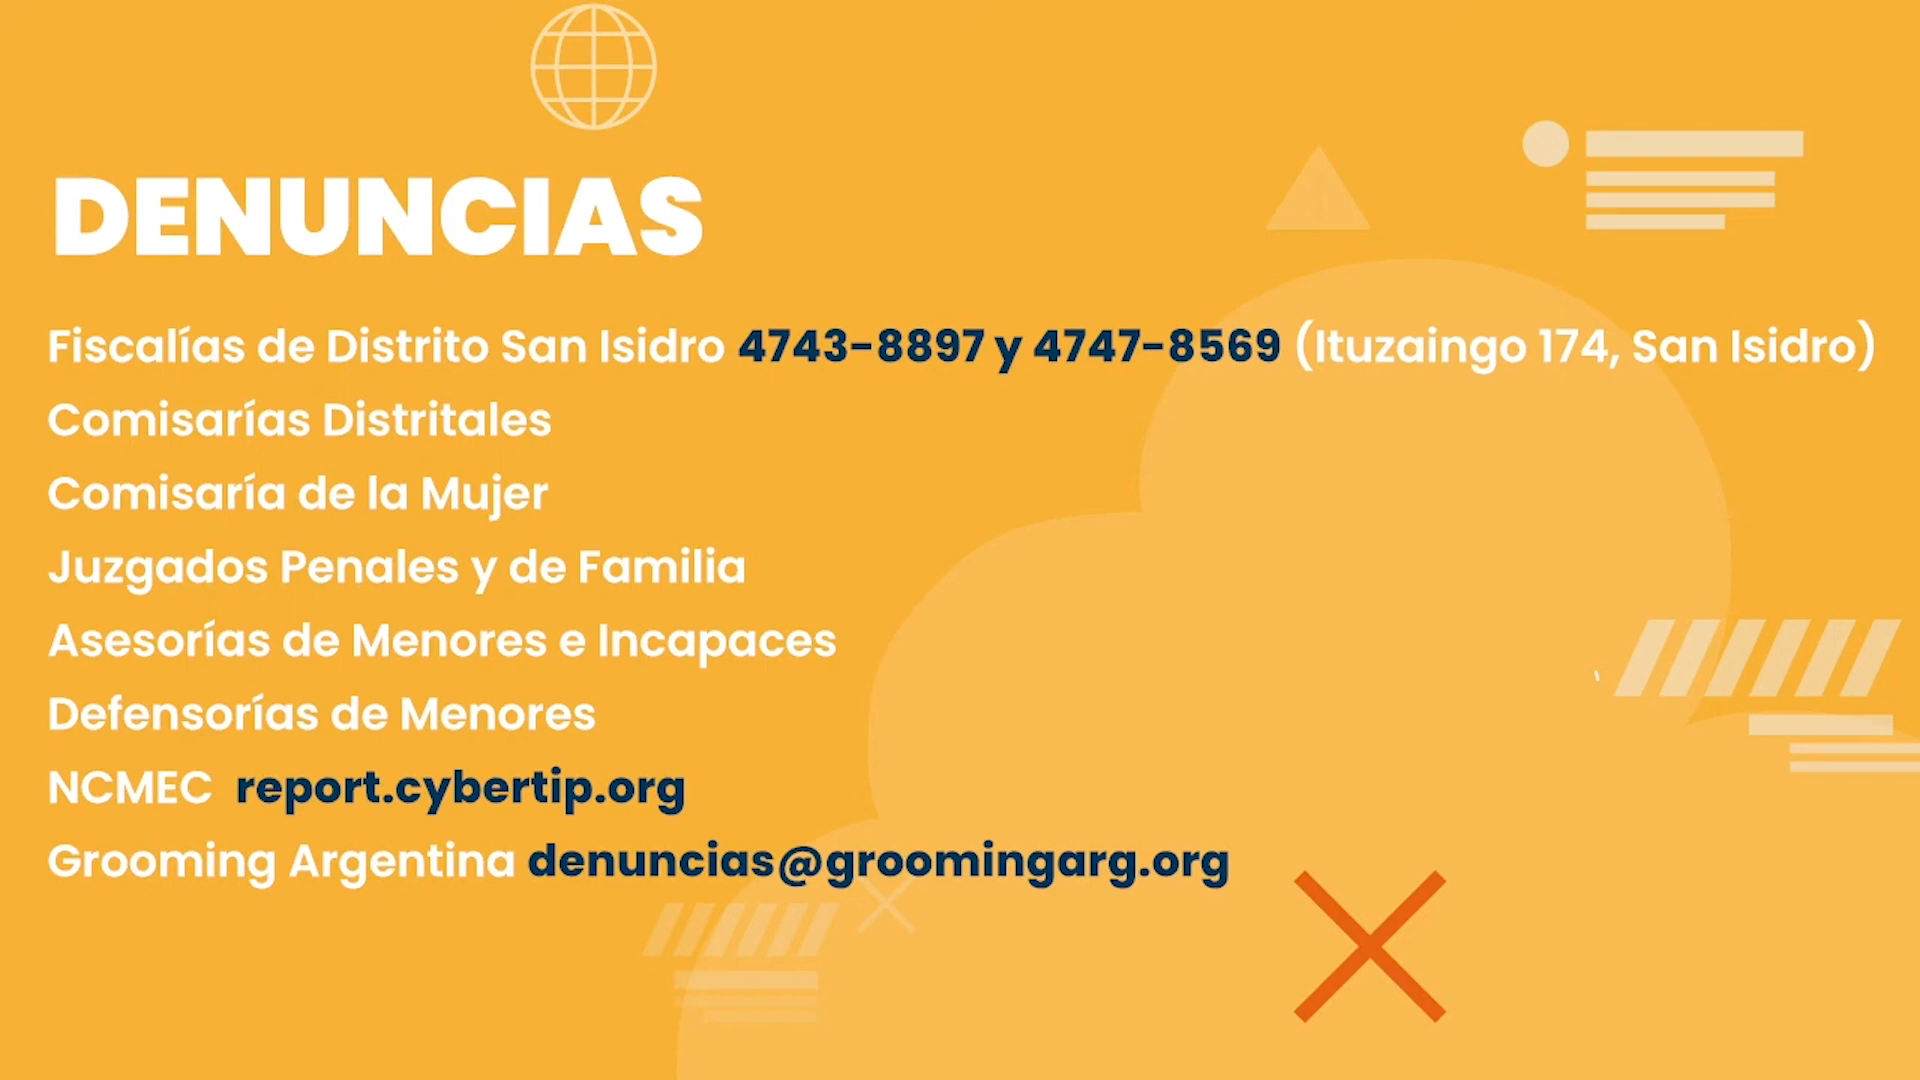 DENUNCIAS
Fiscalías de Distrito San Isidro 4743-8897 y 4747-8569 (Ituzaingo 174, San Isidro)
Comisarías Distritales
Comisaría de la Mujer
Juzgados Penales y de Familia
Asesorías de Menores e Incapaces
Defensorías de Menores
NCMEC report.cybertip.org
Grooming Argentina denuncias@groomingarg.org